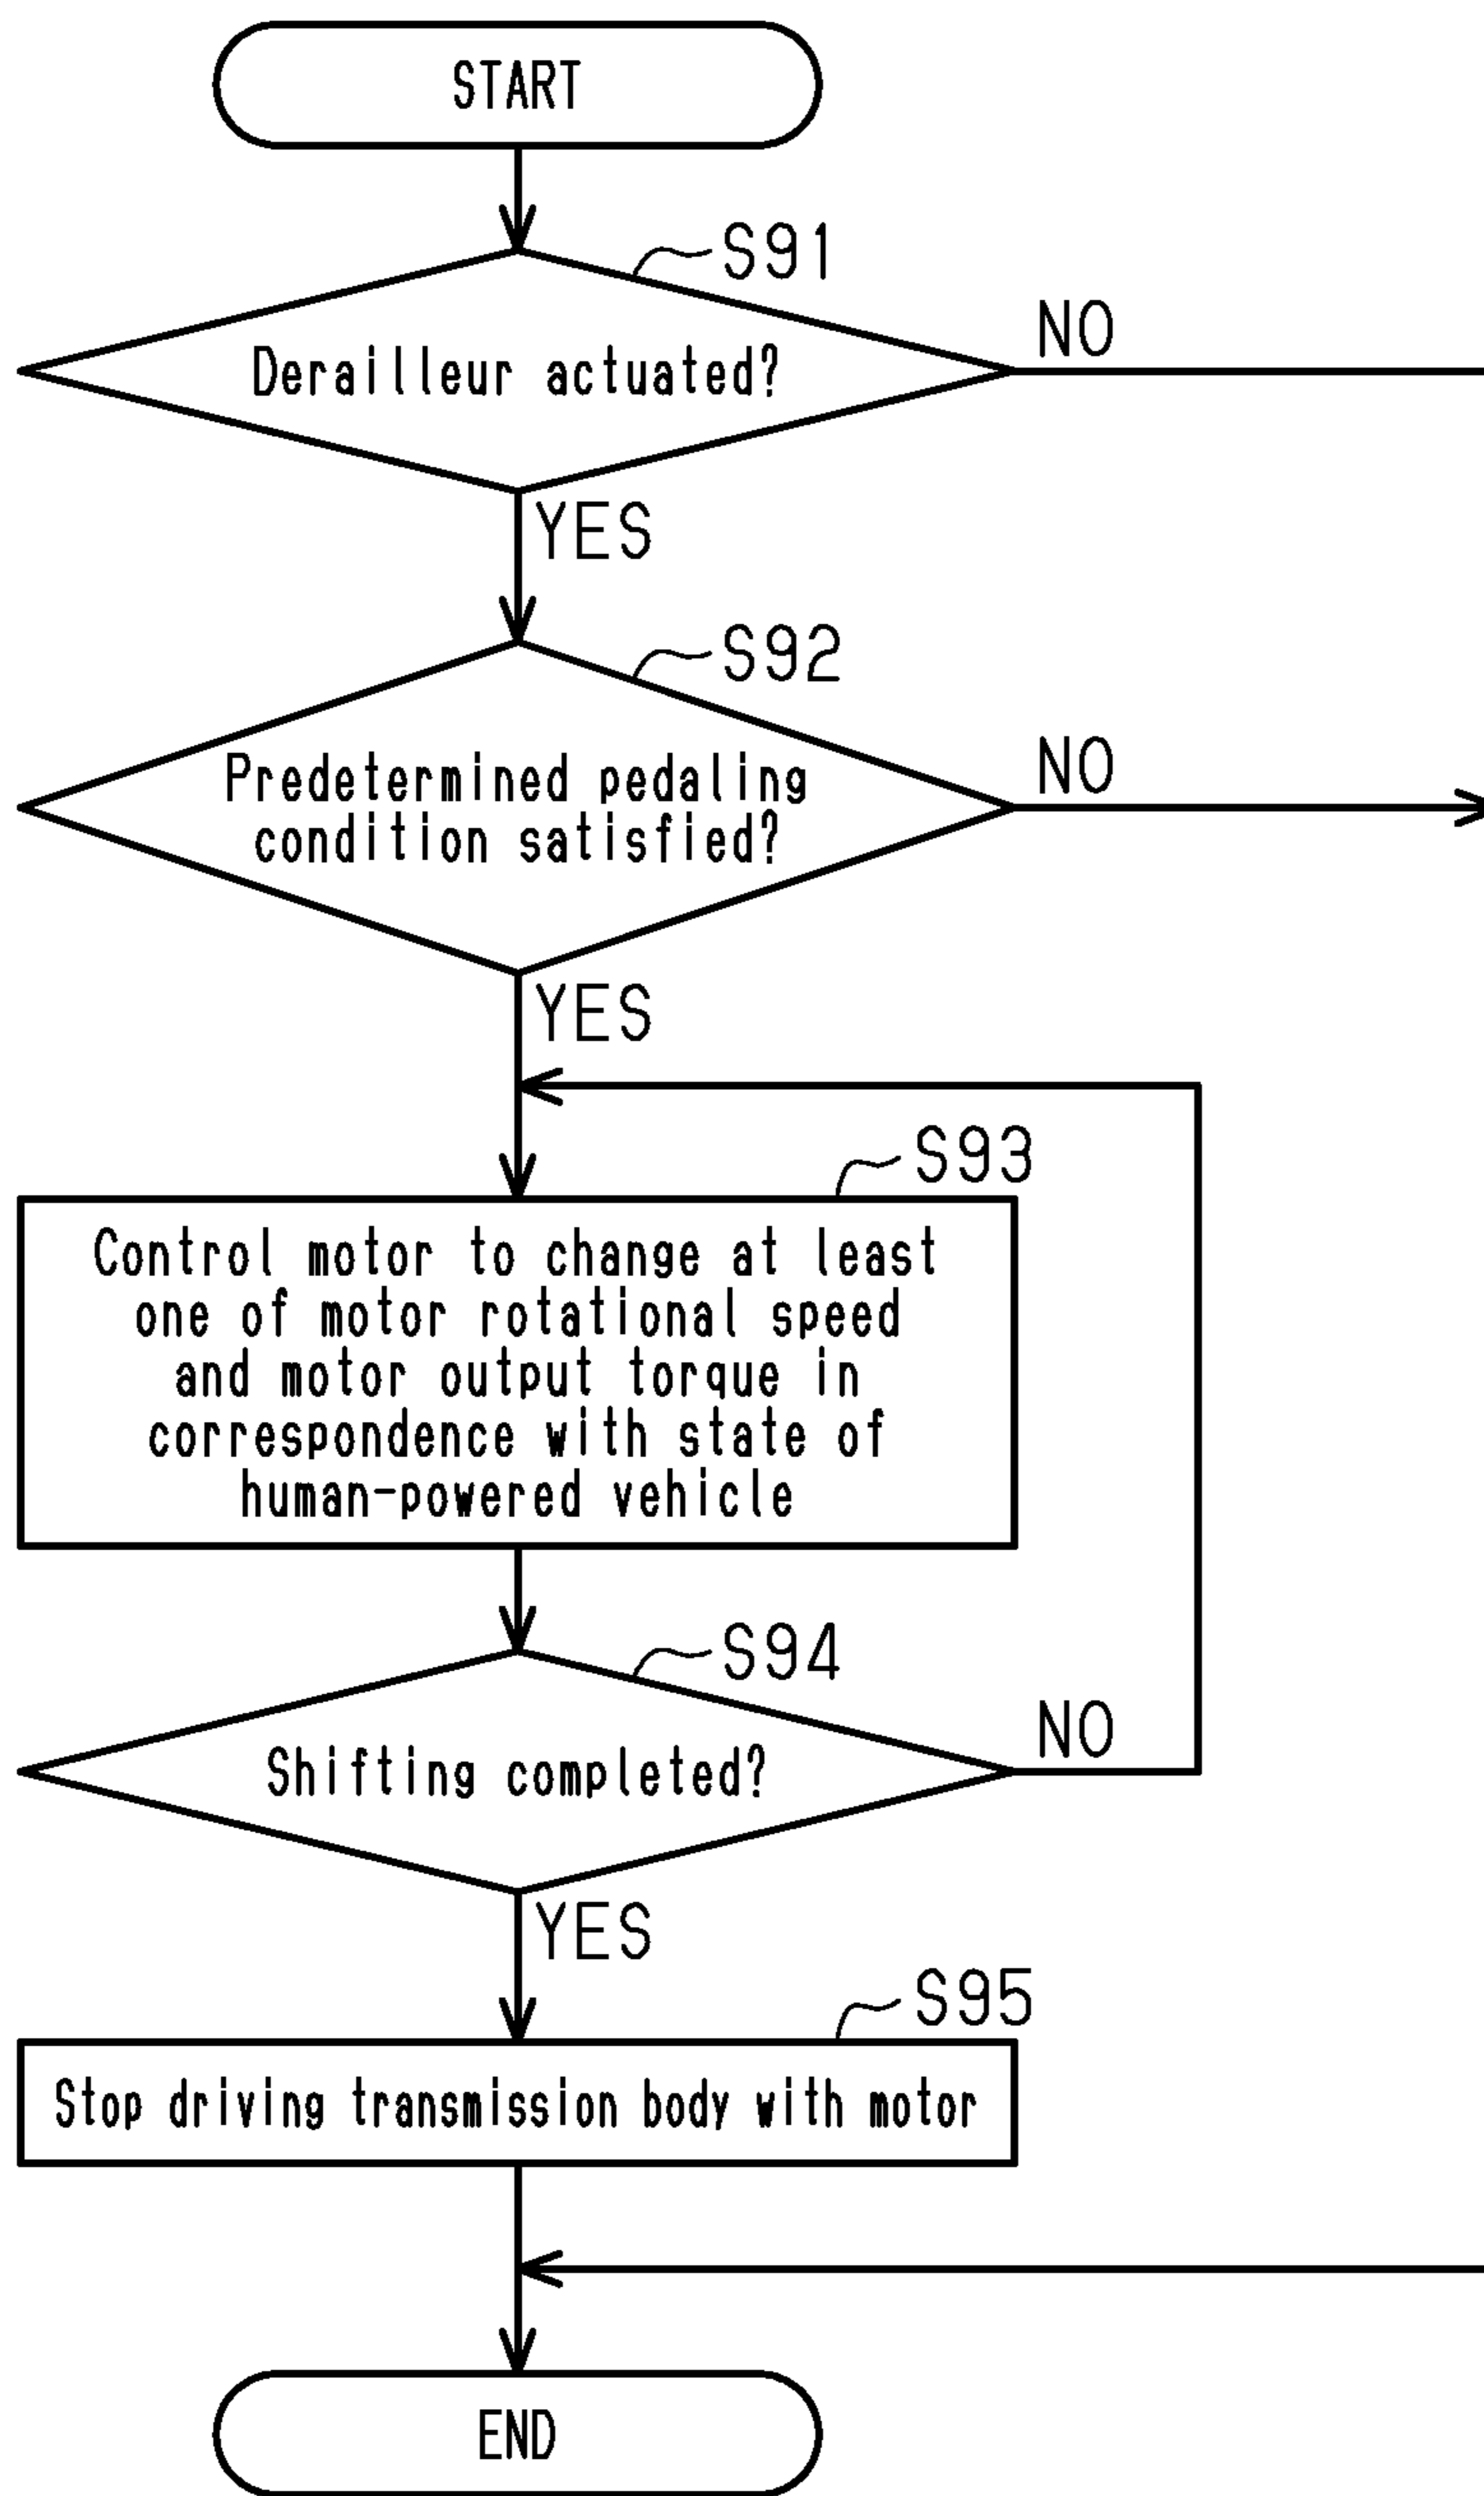 START
S91
Derailleur actuated?
NO
YES
S92
Predetermined pedaling
condition satisfied?
NO
YES
S93
Control motor to change at least
one of motor rotational speed
and motor output torque in
correspondence with state of
human-powered vehicle
S94
Shifting completed?
NO
YES
S95
Stop driving transmission body with motor
END